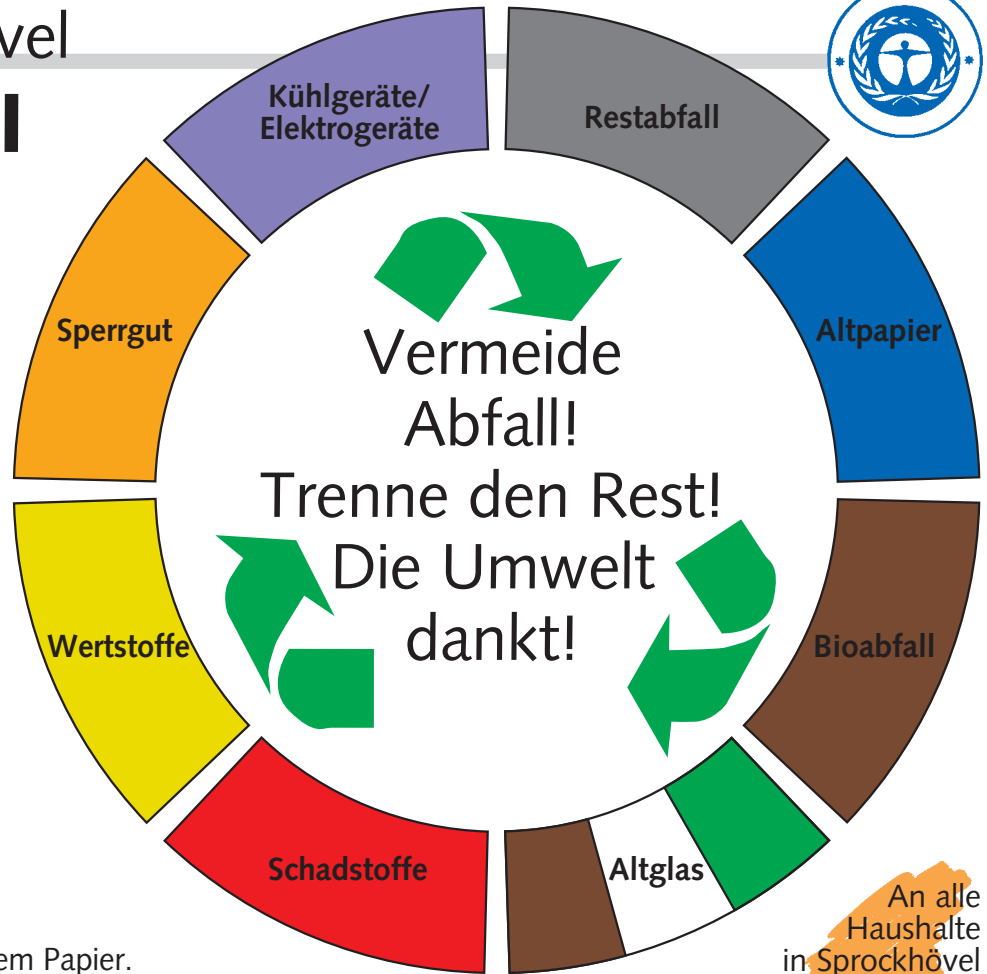 vel
l
Kühlgeräte/
Elektrogeräte
Restabfall
Sperrgut
Altpapier
Vermeide
Abfall!
Trenne den Rest!
Die Umwelt
dankt!
Wertstoffe
Bioabfall
Schadstoffe
Altglas
An alle
Haushalte
in Sprockhövel
em Papier.